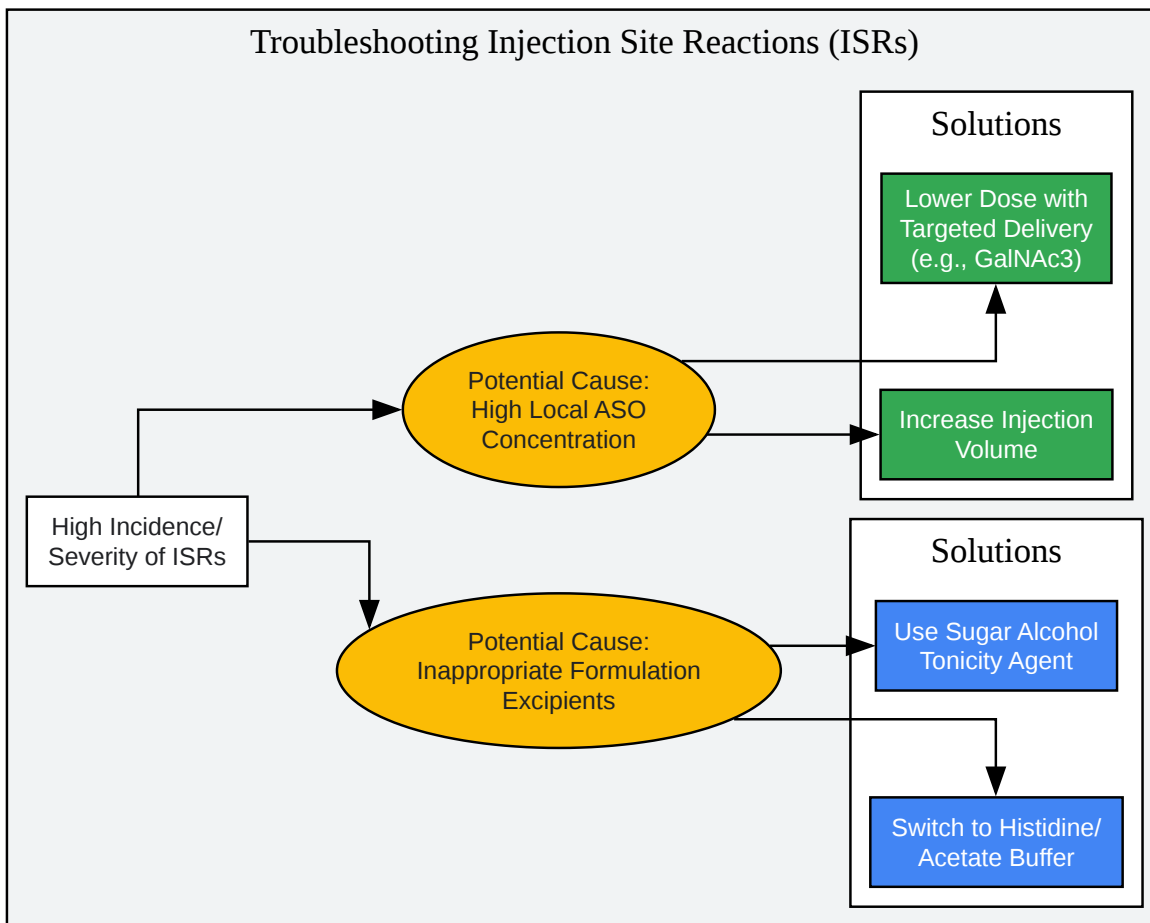 Troubleshooting Injection Site Reactions (ISRs)
Solutions
Lower Dose with
Targeted Delivery
(e.g., GalNAc3)
Potential Cause:
High Local ASO
Concentration
Increase Injection
Volume
High Incidence/
Severity of ISRs
Solutions
Use Sugar Alcohol
Tonicity Agent
Potential Cause:
Inappropriate Formulation
Excipients
Switch to Histidine/
Acetate Buffer